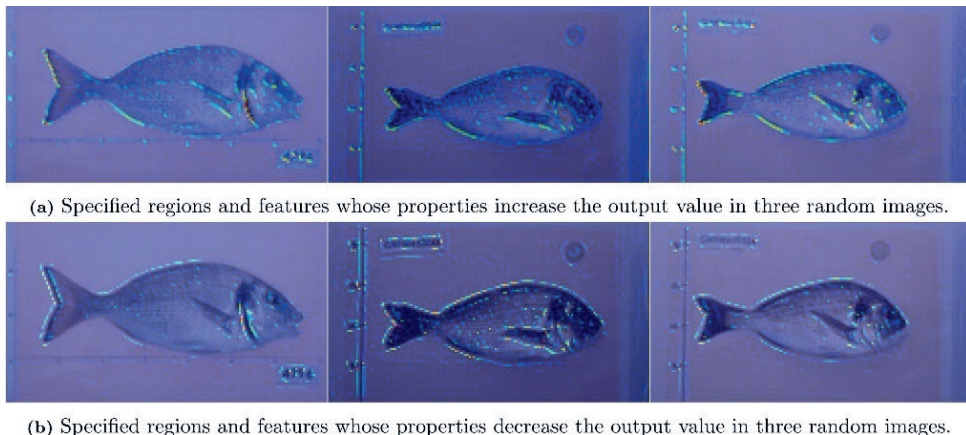 (a) Specified regions and features whose properties increase the output value in three random images.
(b) Specified regions and features whose properties decrease the output value in three random images.